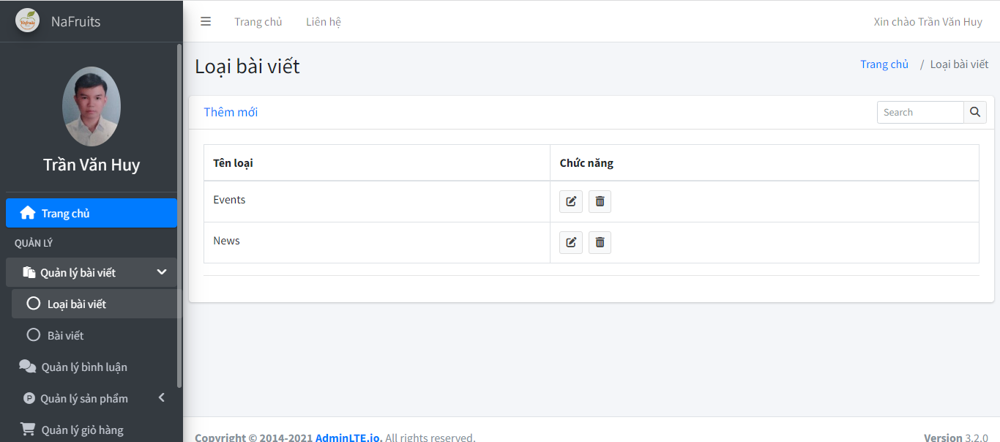 NaFruits
Trang chủ
Liên hệ
Xin chào Trần Văn Huy
Trần Văn Huy
Trang chủ
QUẢN LÝ
Quản lý bài viết
Loại bài viết
Bài viết
Quản lý bình luận
Quản lý sản phẩm
Quản lý giỏ hàng
Loại bài viết
Trang chủ / Loại bài viết
Thêm mới
Search
Tên loại
Chức năng
Events
News
Copyright © 2014-2021 AdminLTE.io. All rights reserved.
Version 3.2.0